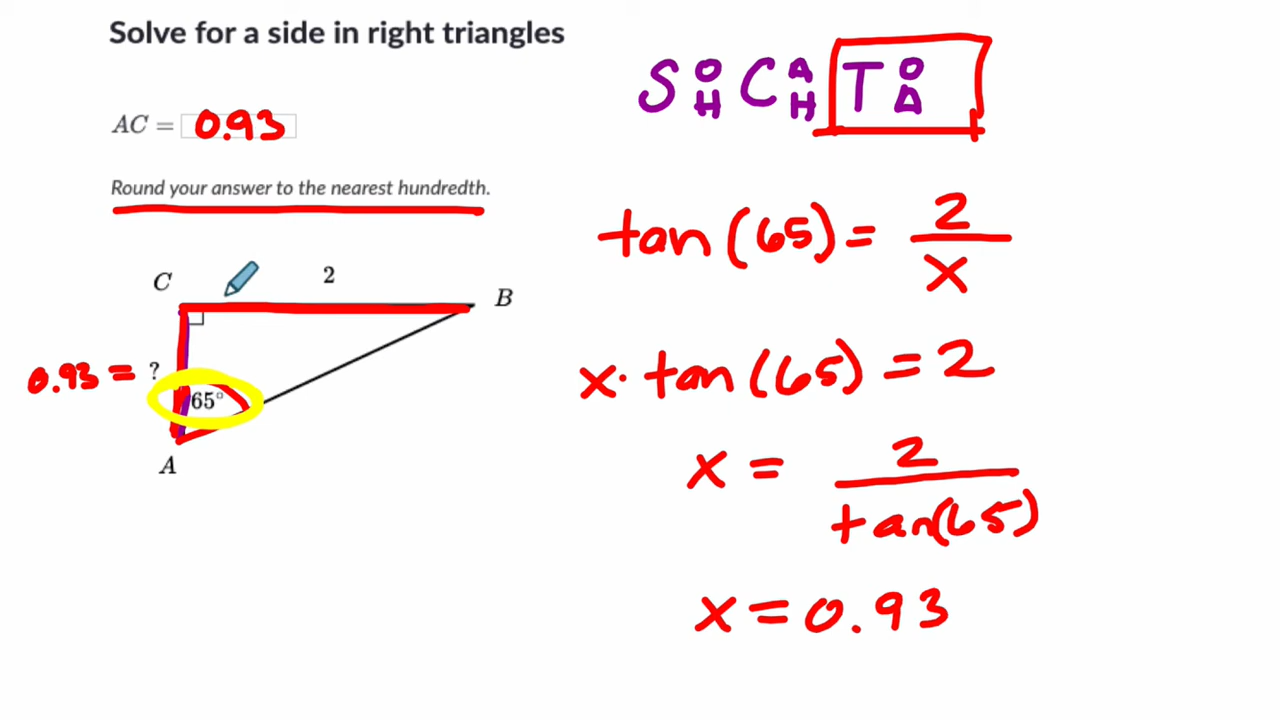 Solve for a side in right triangles
S O/H C A/H T O/A
AC = 0.93
Round your answer to the nearest hundredth.
tan(65) = 2/x
C 2 B
0.93 = ?
65°
A
x · tan(65) = 2
x = 2/tan(65)
x = 0.93